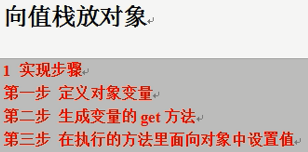 向值栈放对象
1 实现步骤
第一步 定义对象变量
第二步 生成变量的 get 方法
第三步 在执行的方法里面向对象中设置值